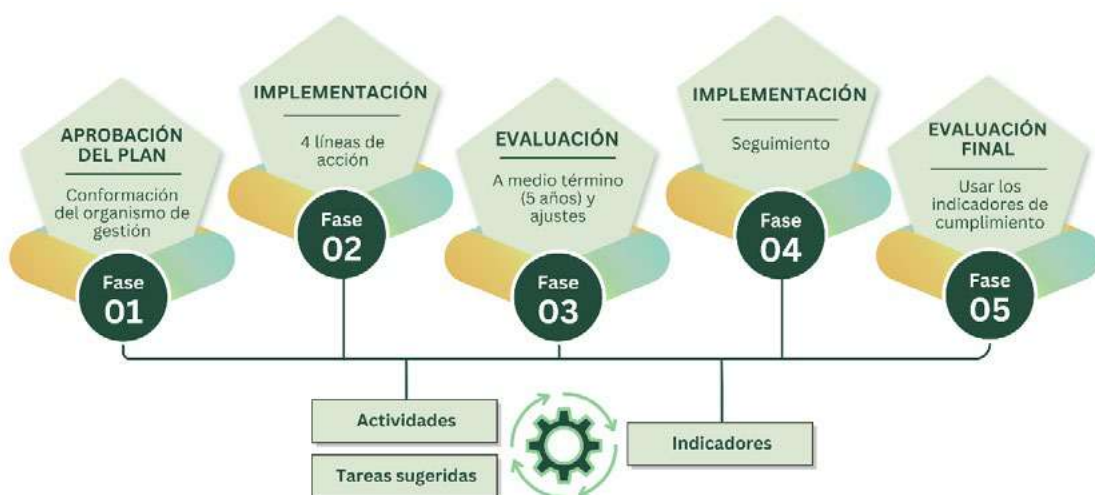 APROBACIÓN
DEL PLAN
Conformación
del organismo de
gestión
Fase
01
IMPLEMENTACIÓN
4 líneas de
acción
Fase
02
EVALUACIÓN
A medio término
(5 años) y
ajustes
Fase
03
IMPLEMENTACIÓN
Seguimiento
Fase
04
EVALUACIÓN
FINAL
Usar los
indicadores de
cumplimiento
Fase
05
Actividades
Tareas sugeridas
Indicadores